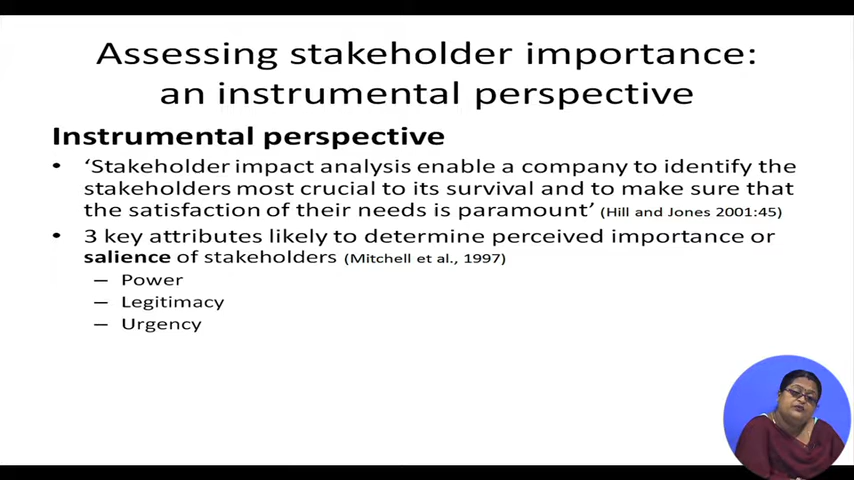 Assessing stakeholder importance:
an instrumental perspective
Instrumental perspective
• ‘Stakeholder impact analysis enable a company to identify the
stakeholders most crucial to its survival and to make sure that
the satisfaction of their needs is paramount’ (Hill and Jones 2001:45)
• 3 key attributes likely to determine perceived importance or
salience of stakeholders (Mitchell et al., 1997)
– Power
– Legitimacy
– Urgency